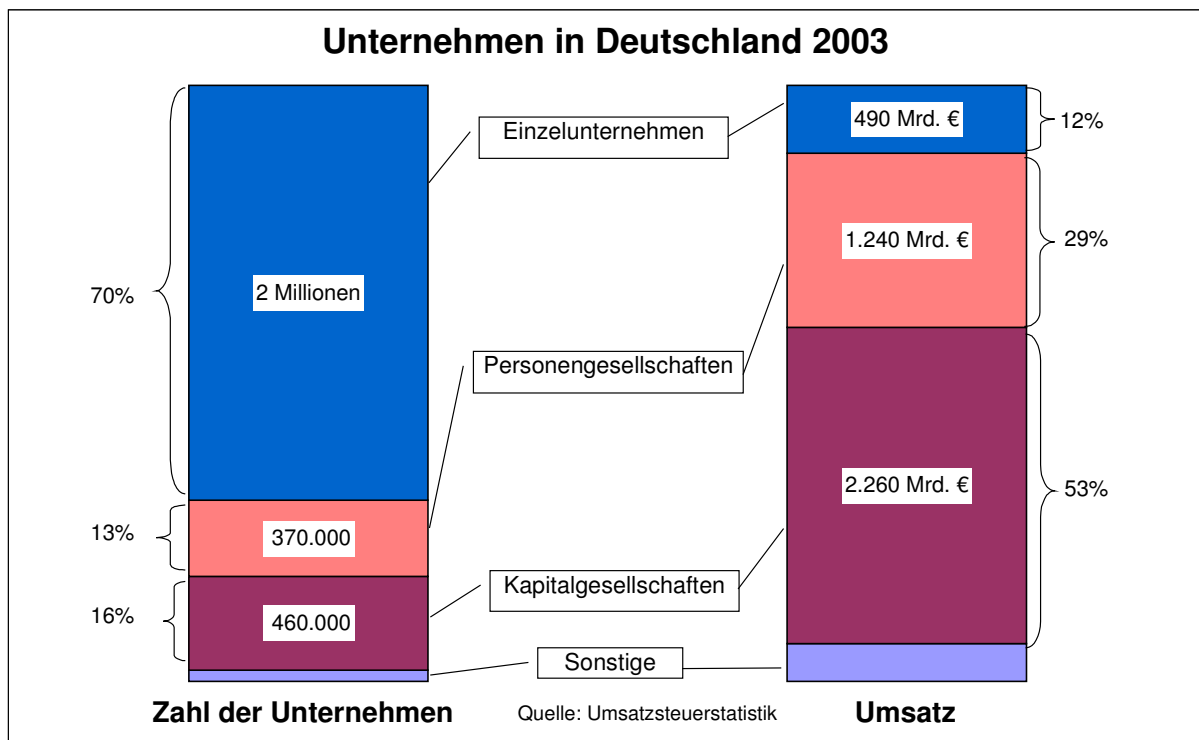 Unternehmen in Deutschland 2003
490 Mrd. €
12%
Einzelunternehmen
1.240 Mrd. €
29%
2 Millionen
70%
Personengesellschaften
2.260 Mrd. €
53%
13%
370.000
Kapitalgesellschaften
16%
460.000
Sonstige
Zahl der Unternehmen
Quelle: Umsatzsteuerstatistik
Umsatz